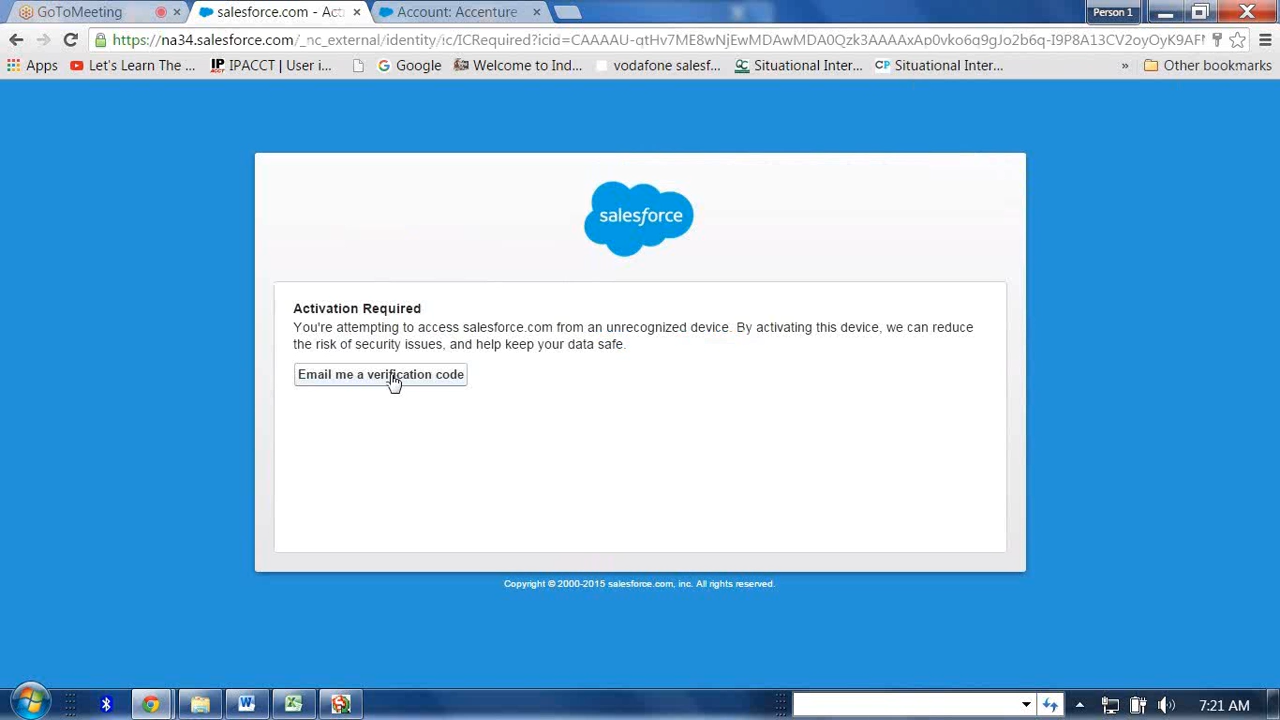 GoToMeeting
salesforce.com - Act
Account: Accenture
Person 1
https://na34.salesforce.com/_nc_external/identity/ic/ICRequired?icid=
Apps
Let's Learn The ...
IPACCT | User i...
Google
Welcome to Ind...
vodafone salesf...
Situational Inter...
CP
Situational Inter...
»
Other bookmarks
salesforce
Activation Required
You're attempting to access salesforce.com from an unrecognized device. By activating this device, we can reduce
the risk of security issues, and help keep your data safe.
Email me a verification code
Copyright © 2000-2015 salesforce.com, inc. All rights reserved.
7:21 AM